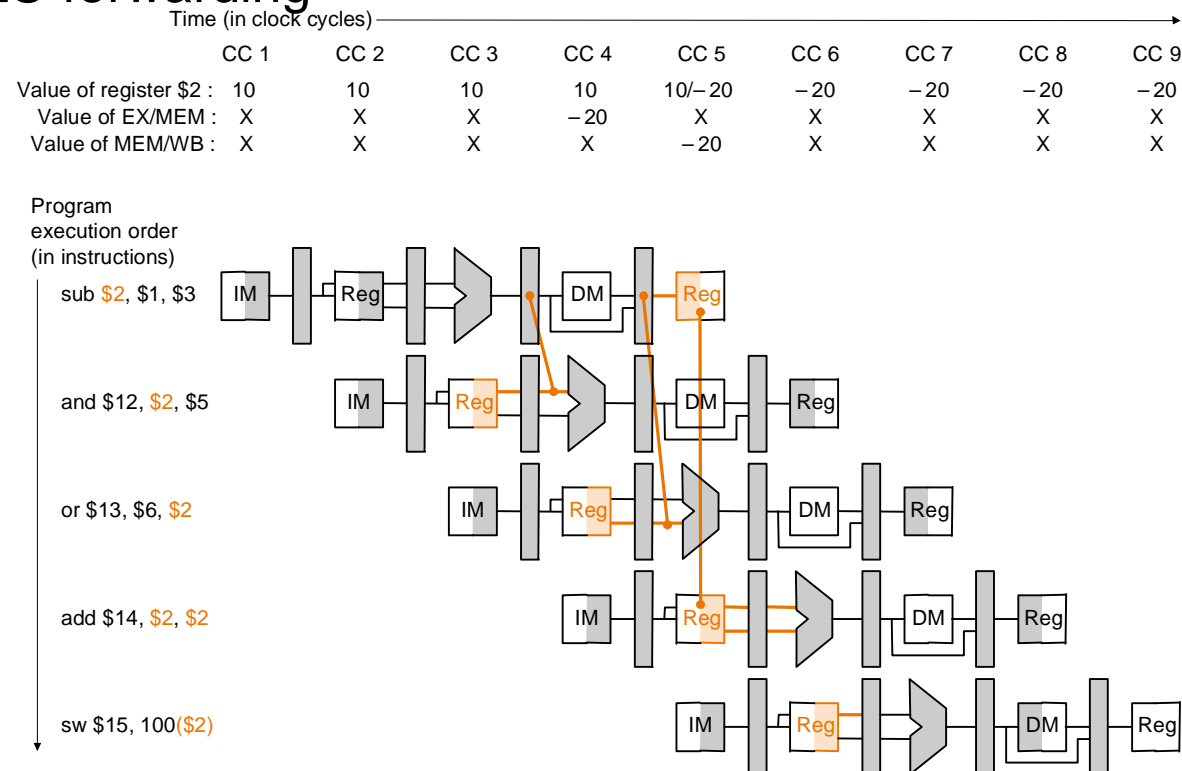 forwarding
Time (in clock cycles)
CC 1 CC 2 CC 3 CC 4 CC 5 CC 6 CC 7 CC 8 CC 9
Value of register $2 : 10 10 10 10 10/–20 –20 –20 –20 –20
Value of EX/MEM : X X X –20 X X X X X
Value of MEM/WB : X X X X –20 X X X X
Program
execution order
(in instructions)
sub $2, $1, $3 IM Reg DM Reg
and $12, $2, $5 IM Reg DM Reg
or $13, $6, $2 IM Reg DM Reg
add $14, $2, $2 IM Reg DM Reg
sw $15, 100($2) IM Reg DM Reg